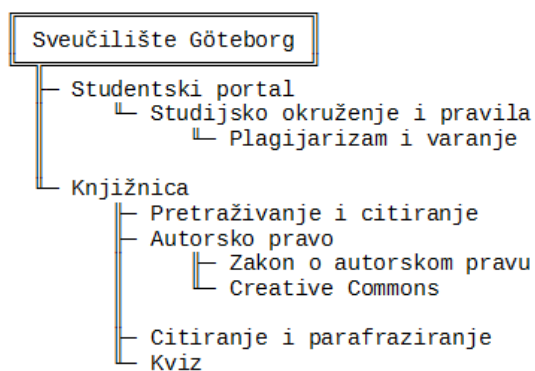 Sveučilište Göteborg
Studentski portal
Studijsko okruženje i pravila
Plagijarizam i varanje
Knjižnica
Pretraživanje i citiranje
Autorsko pravo
Zakon o autorskom pravu
Creative Commons
Citiranje i parafraziranje
Kviz